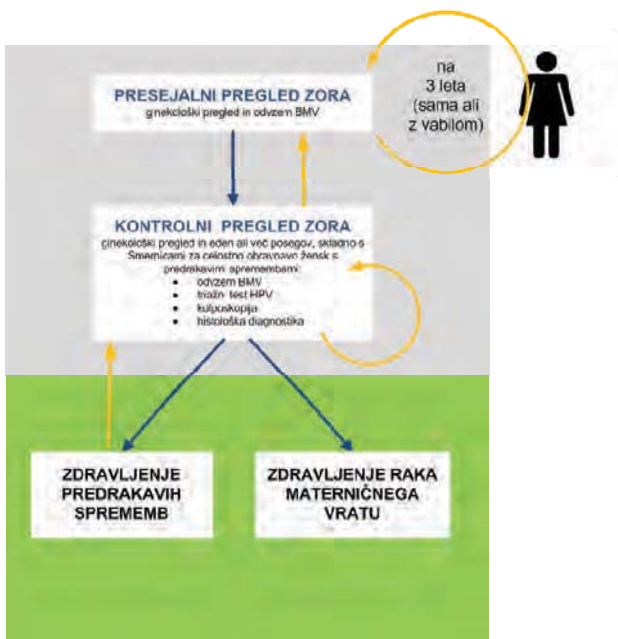 PRESEJALNI PREGLED ZORA
ginekološki pregled in odvzem BMV
na
3 leta
(sama ali
z vabilom)
KONTROLNI PREGLED ZORA
ginekološki pregled in eden ali več posegov, skladno s
Smernicami za celostno obravnavo žensk s
predrakavimi spremembami:
• odvzem BMV
• triažni test HPV
• kolposkopija
• histološka diagnostika
ZDRAVLJENJE
PREDRAKAVIH
SPREMEMB
ZDRAVLJENJE RAKA
MATERNIČNEGA
VRATU